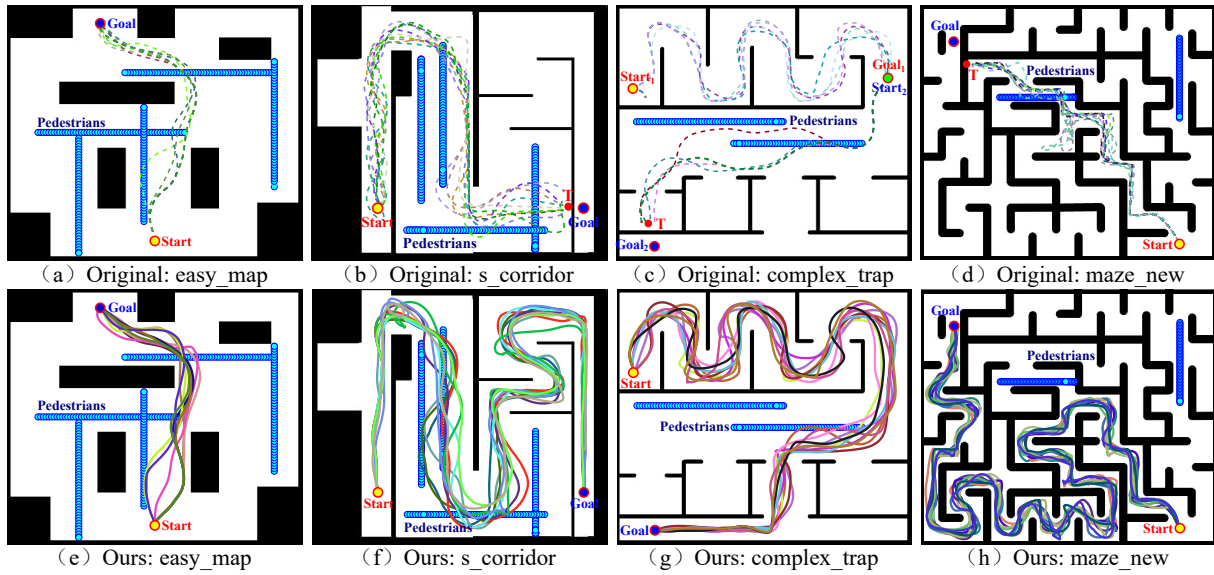 Goal
Pedestrians
Start
(a) Original: easy_map
Start
Pedestrians
T
Goal
(b) Original: s_corridor
Start₁
Goal₁
Start₂
Pedestrians
T
Goal₂
(c) Original: complex_trap
Goal
T
Pedestrians
Start
(d) Original: maze_new
Goal
Pedestrians
Start
(e) Ours: easy_map
Start
Goal
Pedestrians
(f) Ours: s_corridor
Start
Pedestrians
Goal
(g) Ours: complex_trap
Goal
Pedestrians
Start
(h) Ours: maze_new